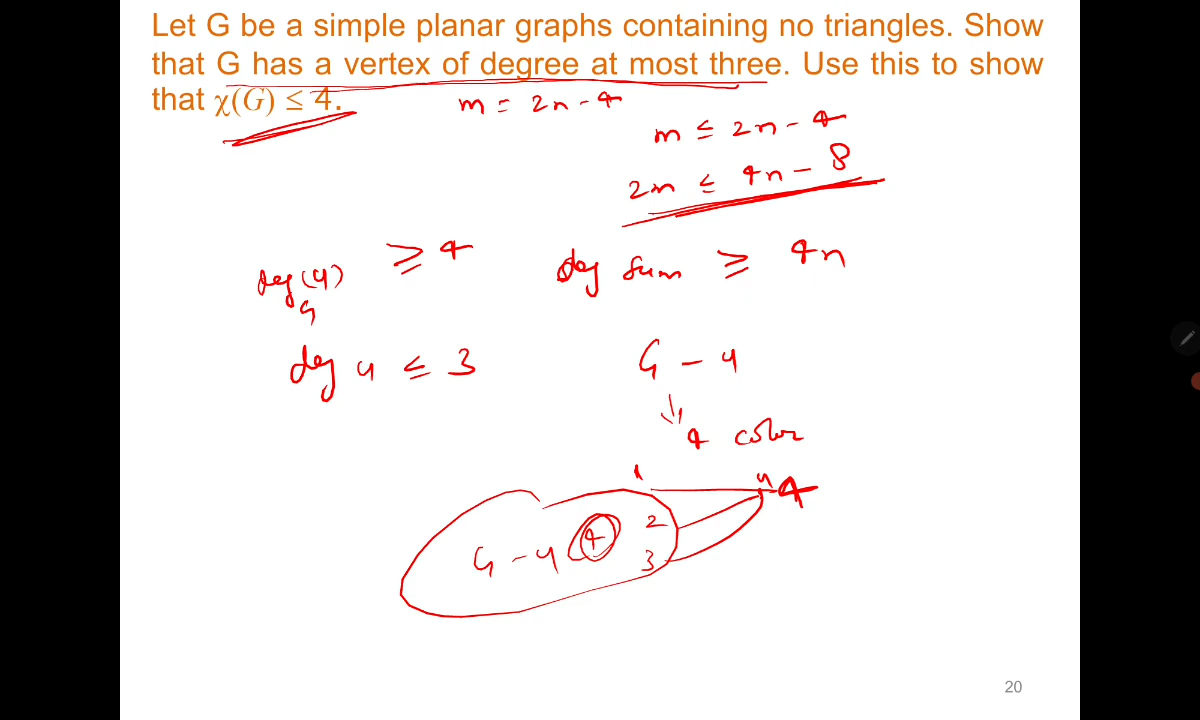 Let G be a simple planar graphs containing no triangles. Show
that G has a vertex of degree at most three. Use this to show
that χ(G) ≤ 4.
m = 2n - 4
m ≤ 2n - 4
2m ≤ 4n - 8
deg(u) ≥ 4
G
deg sum ≥ 4n
deg u ≤ 3
G - u
↓
4 color
1
u 4
2
G - u 4
3
20